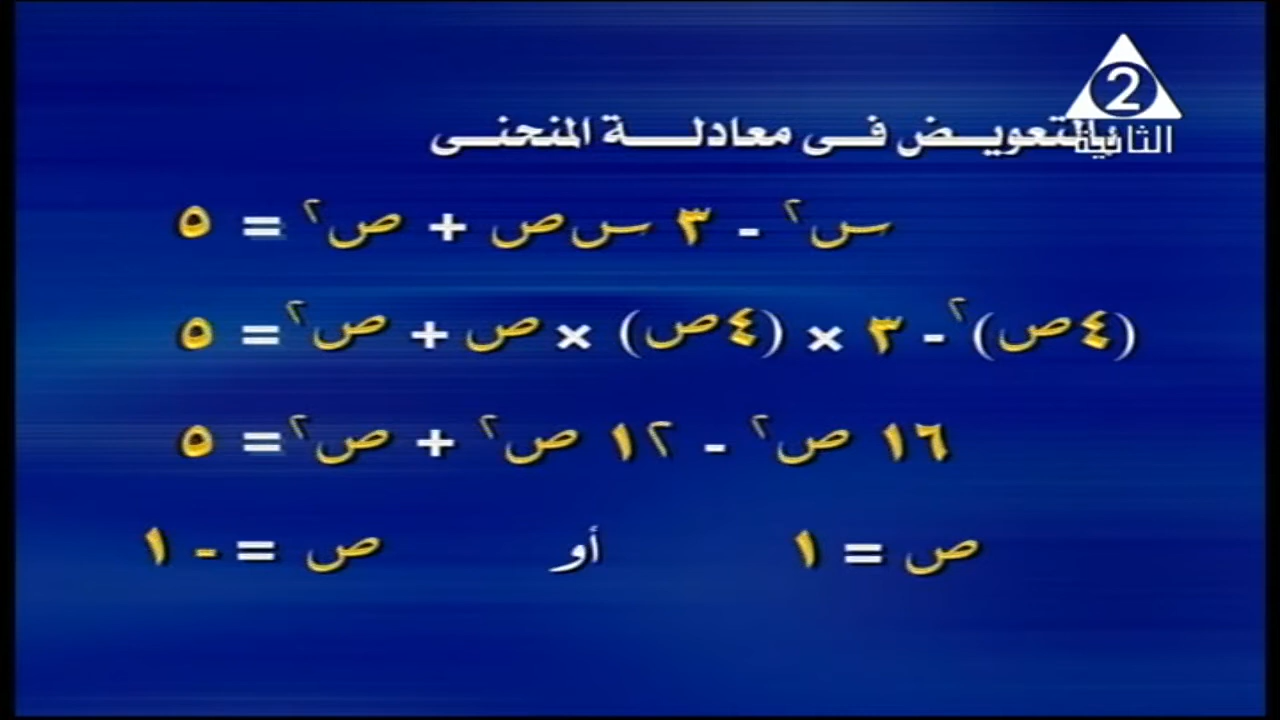 2
الثانية
بالتعويض فى معادلة المنحنى
س٢ - ٣ س ص + ص٢ = ٥
(٤ص)٢ - ٣ × (٤ص) × ص + ص٢ = ٥
١٦ ص٢ - ١٢ ص٢ + ص٢ = ٥
ص = ١ أو ص = - ١